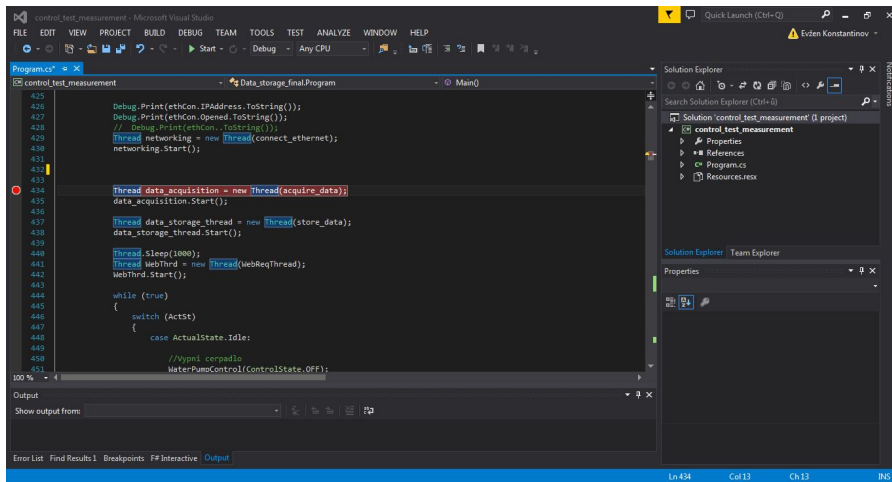 control_test_measurement - Microsoft Visual Studio
Quick Launch (Ctrl+Q)
FILE EDIT VIEW PROJECT BUILD DEBUG TEAM TOOLS TEST ANALYZE WINDOW HELP
Evžen Konstantinov
Start Debug Any CPU
Program.cs*
control_test_measurement
Data_storage_final.Program
Main()
425
426 Debug.Print(ethCon.IPAddress.ToString());
427 Debug.Print(ethCon.Opened.ToString());
428 // Debug.Print(ethCon..ToString());
429 Thread networking = new Thread(connect_ethernet);
430 networking.Start();
431
432
433
434 Thread data_acquisition = new Thread(acquire_data);
435 data_acquisition.Start();
436
437 Thread data_storage_thread = new Thread(store_data);
438 data_storage_thread.Start();
439
440 Thread.Sleep(1000);
441 Thread WebThrd = new Thread(WebReqThread);
442 WebThrd.Start();
443
444 while (true)
445 {
446 switch (ActSt)
447 {
448 case ActualState.Idle:
449
450 //Vypni cerpadlo
451 WaterPumpControl(ControlState.OFF);
100 %
Output
Show output from:
Error List Find Results 1 Breakpoints F# Interactive Output
Solution Explorer
Search Solution Explorer (Ctrl+ů)
Solution 'control_test_measurement' (1 project)
control_test_measurement
Properties
References
C# Program.cs
Resources.resx
Solution Explorer Team Explorer
Properties
Notifications
Ln 434 Col 13 Ch 13 INS